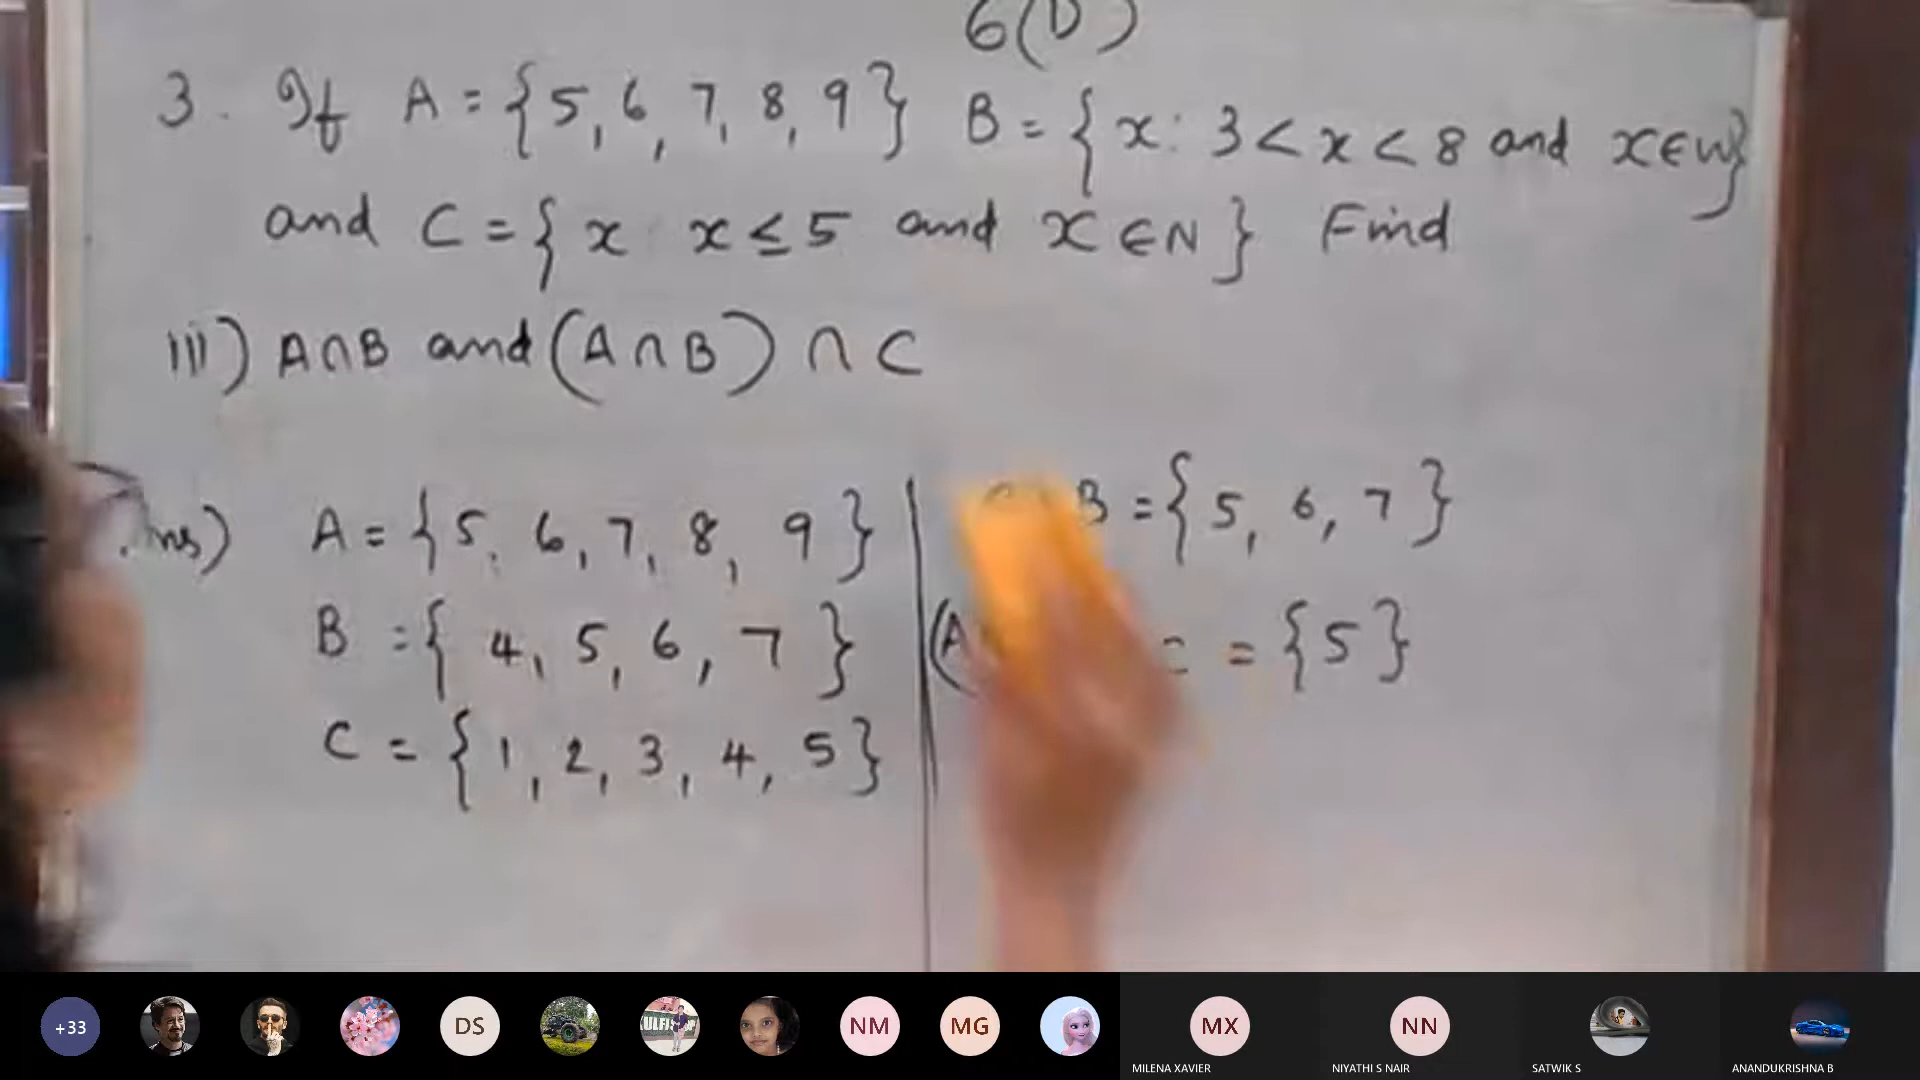 6(D)
3. If A = {5, 6, 7, 8, 9} B = {x: 3 < x < 8 and x ∈ W}
and C = {x x ≤ 5 and x ∈ N} Find
iii) A∩B and (A∩B) ∩ C
ns) A = {5, 6, 7, 8, 9}
B = {4, 5, 6, 7}
C = {1, 2, 3, 4, 5}
B = {5, 6, 7}
(A = {5}
+33
DS
NM
MG
MX
NN
MILENA XAVIER
NIYATHI S NAIR
SATWIK S
ANANDUKRISHNA B